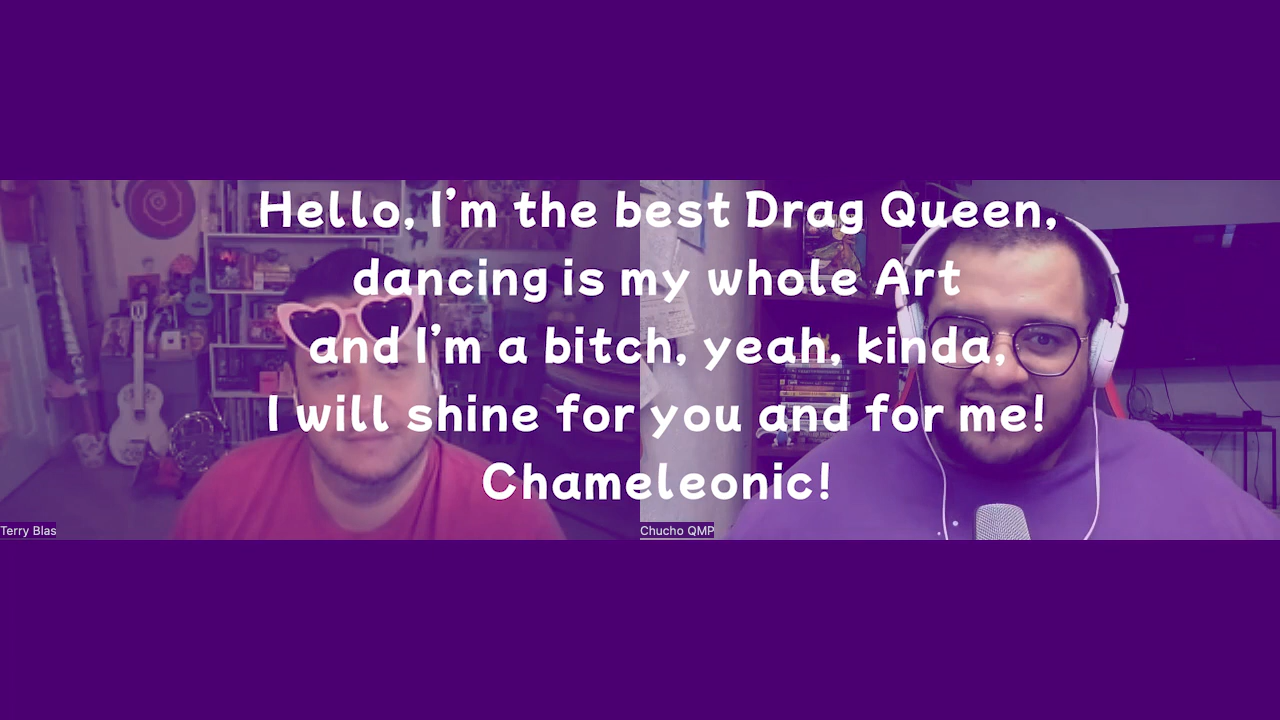 Hello, I'm the best Drag Queen,
dancing is my whole Art
and I'm a bitch, yeah, kinda,
I will shine for you and for me!
Chameleonic!
Terry Blas
Chucho QMP